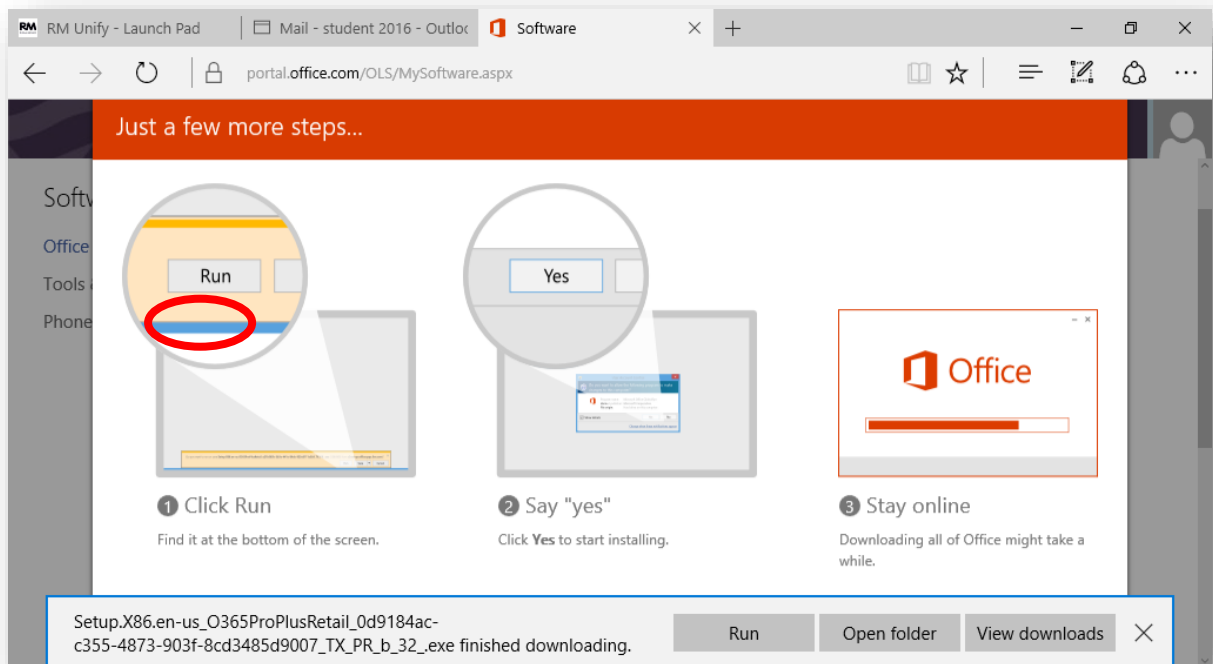 RM RM Unify - Launch Pad Mail - student 2016 - Outloc Software
portal.office.com/OLS/MySoftware.aspx
Just a few more steps...
Softw
Office
Tools
Phone
Run
Yes
Office
1 Click Run
Find it at the bottom of the screen.
2 Say "yes"
Click Yes to start installing.
3 Stay online
Downloading all of Office might take a
while.
Setup.X86.en-us_O365ProPlusRetail_0d9184ac-
c355-4873-903f-8cd3485d9007_TX_PR_b_32_.exe finished downloading.
Run Open folder View downloads